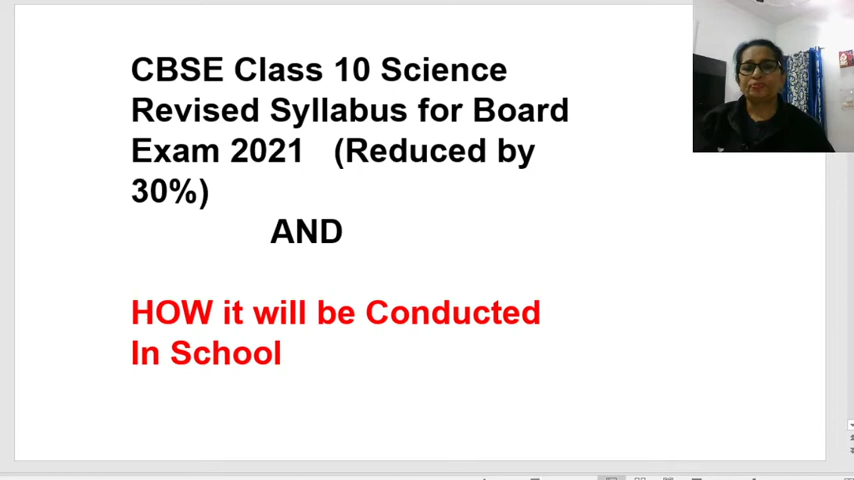 CBSE Class 10 Science
Revised Syllabus for Board
Exam 2021 (Reduced by
30%)
AND
HOW it will be Conducted
In School